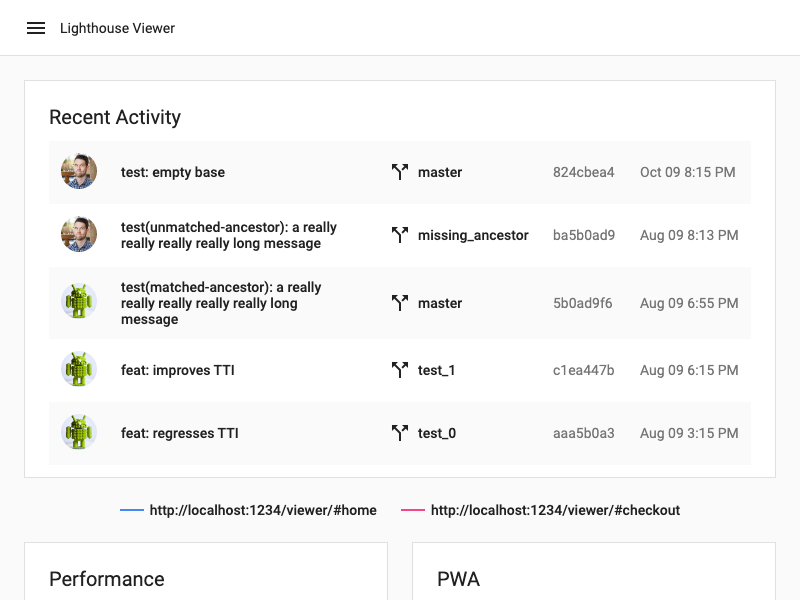 Lighthouse Viewer
Recent Activity
test: empty base master 824cbea4 Oct 09 8:15 PM
test(unmatched-ancestor): a really
really really really long message missing_ancestor ba5b0ad9 Aug 09 8:13 PM
test(matched-ancestor): a really
really really really really long
message master 5b0ad9f6 Aug 09 6:55 PM
feat: improves TTI test_1 c1ea447b Aug 09 6:15 PM
feat: regresses TTI test_0 aaa5b0a3 Aug 09 3:15 PM
http://localhost:1234/viewer/#home http://localhost:1234/viewer/#checkout
Performance PWA